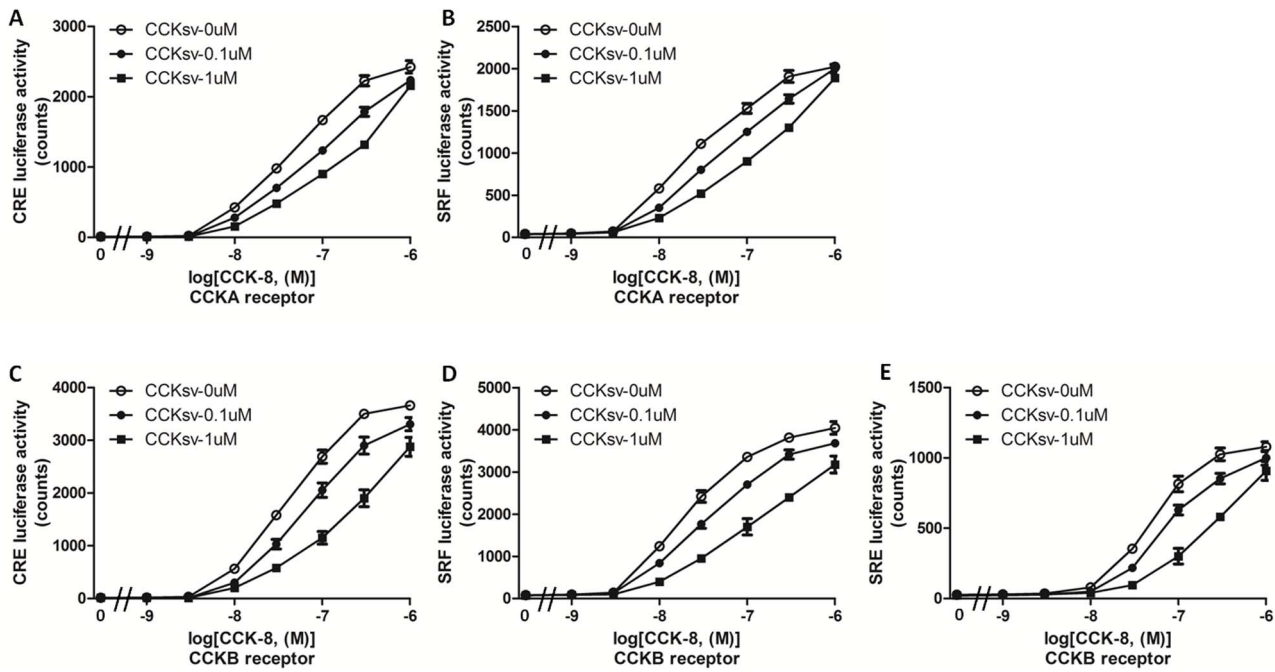 A
CRE luciferase activity
(counts)
3000
2000
1000
0
CCKsv-0uM
CCKsv-0.1uM
CCKsv-1uM
0 -9 -8 -7 -6
log[CCK-8, (M)]
CCKA receptor
B
SRF luciferase activity
(counts)
2500
2000
1500
1000
500
0
CCKsv-0uM
CCKsv-0.1uM
CCKsv-1uM
0 -9 -8 -7 -6
log[CCK-8, (M)]
CCKA receptor
C
CRE luciferase activity
(counts)
4000
3000
2000
1000
0
CCKsv-0uM
CCKsv-0.1uM
CCKsv-1uM
0 -9 -8 -7 -6
log[CCK-8, (M)]
CCKB receptor
D
SRF luciferase activity
(counts)
5000
4000
3000
2000
1000
0
CCKsv-0uM
CCKsv-0.1uM
CCKsv-1uM
0 -9 -8 -7 -6
log[CCK-8, (M)]
CCKB receptor
E
SRE luciferase activity
(counts)
1500
1000
500
0
CCKsv-0uM
CCKsv-0.1uM
CCKsv-1uM
0 -9 -8 -7 -6
log[CCK-8, (M)]
CCKB receptor